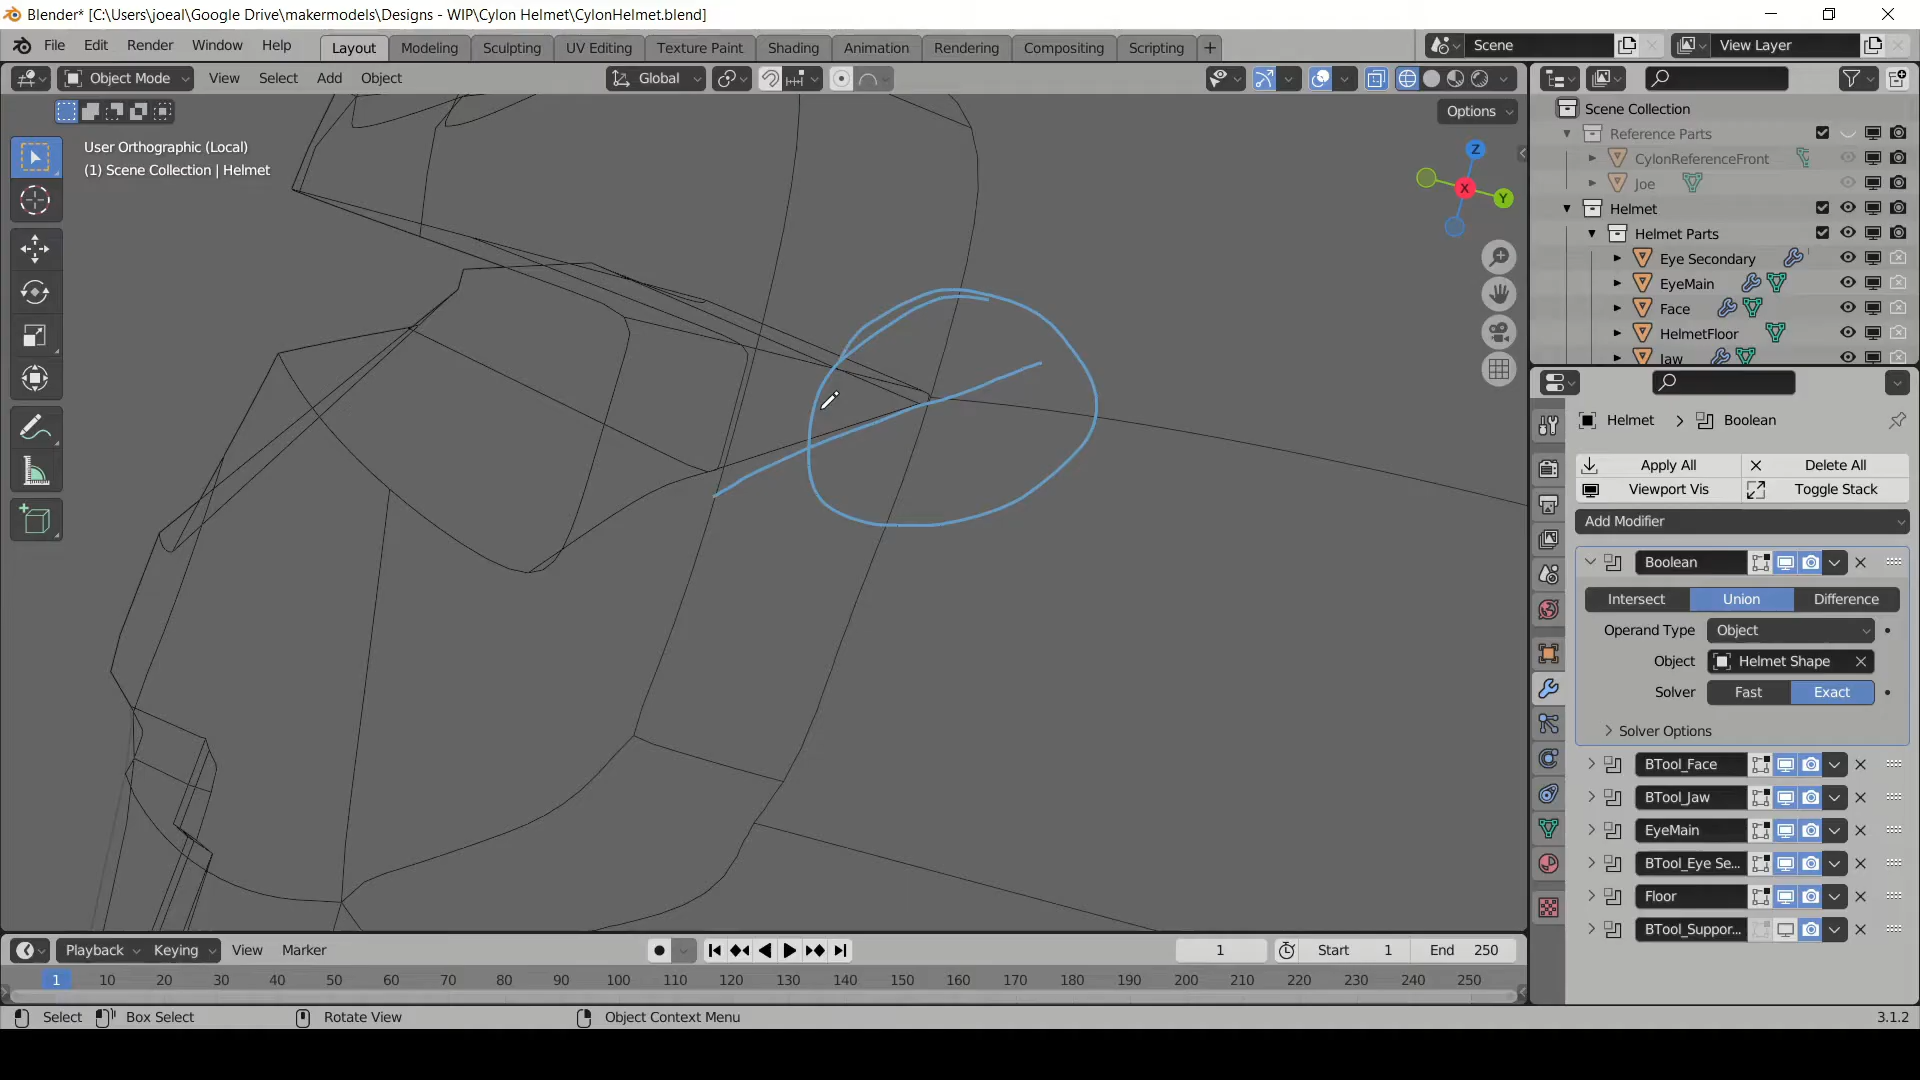 Blender* [C:\Users\joeal\Google Drive\makermodels\Designs - WIP\Cylon Helmet\CylonHelmet.blend]
File Edit Render Window Help Layout Modeling Sculpting UV Editing Texture Paint Shading Animation Rendering Compositing Scripting + Scene View Layer
Object Mode View Select Add Object Global
Options
User Orthographic (Local)
(1) Scene Collection | Helmet
Z
X
Y
Scene Collection
Reference Parts
CylonReferenceFront
Joe
Helmet
Helmet Parts
Eye Secondary
EyeMain
Face
HelmetFloor
Jaw
Helmet > Boolean
Apply All Delete All
Viewport Vis Toggle Stack
Add Modifier
Boolean
Intersect Union Difference
Operand Type Object
Object Helmet Shape
Solver Fast Exact
Solver Options
BTool_Face
BTool_Jaw
EyeMain
BTool_Eye Se...
Floor
BTool_Suppor...
Playback Keying View Marker 1 Start 1 End 250
1 10 20 30 40 50 60 70 80 90 100 110 120 130 140 150 160 170 180 190 200 210 220 230 240 250
Select Box Select Rotate View Object Context Menu 3.1.2